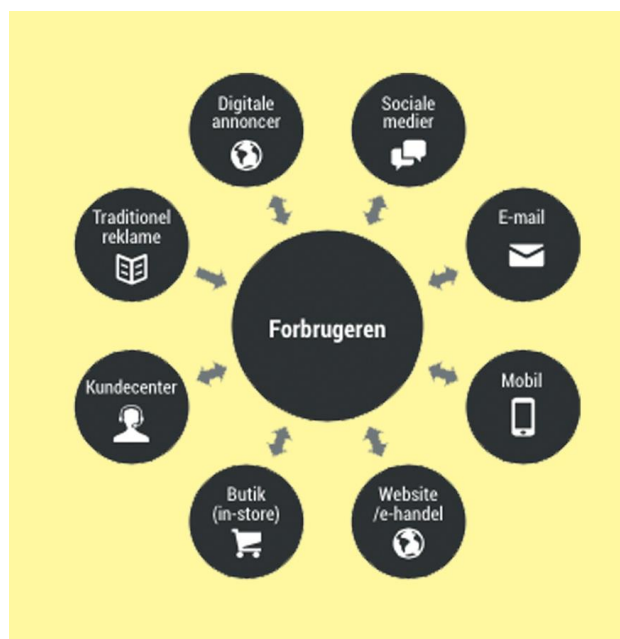 Digitale
annoncer
Sociale
medier
Traditionel
reklame
E-mail
Forbrugeren
Kundecenter
Mobil
Butik
(in-store)
Website
/e-handel